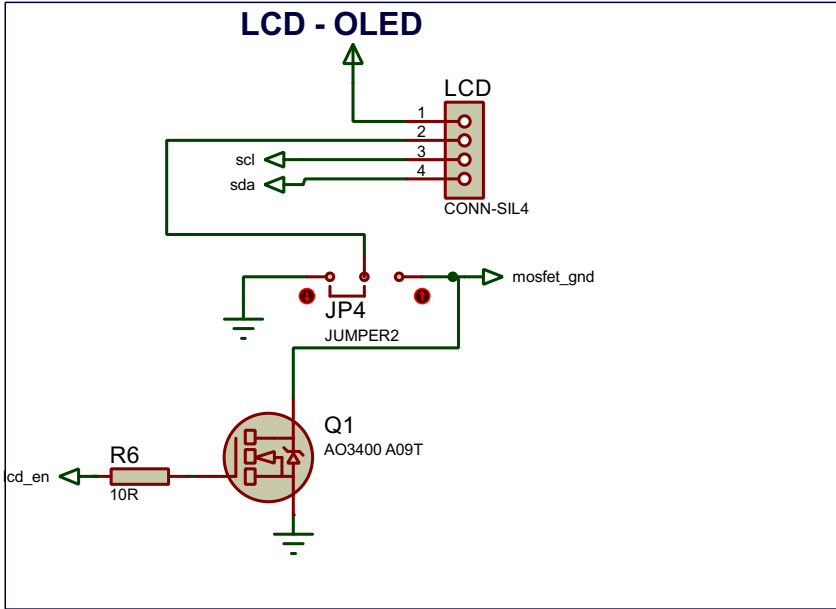 LCD - OLED
LCD
1
2
3
4
scl
sda
CONN-SIL4
mosfet_gnd
JP4
JUMPER2
Q1
AO3400 A09T
R6
10R
lcd_en